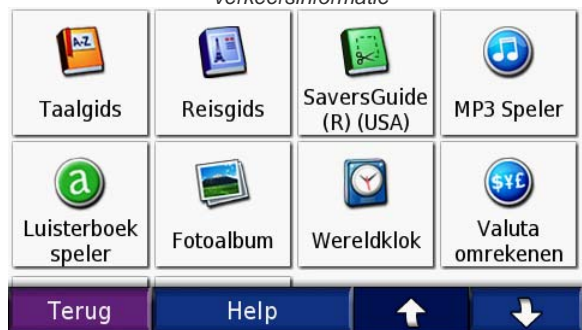 verkeersinformatie
A-Z
Taalgids
Reisgids
SaversGuide
(R) (USA)
MP3 Speler
a
$¥£
Luisterboek
speler
Fotoalbum
Wereldklok
Valuta
omrekenen
Terug
Help